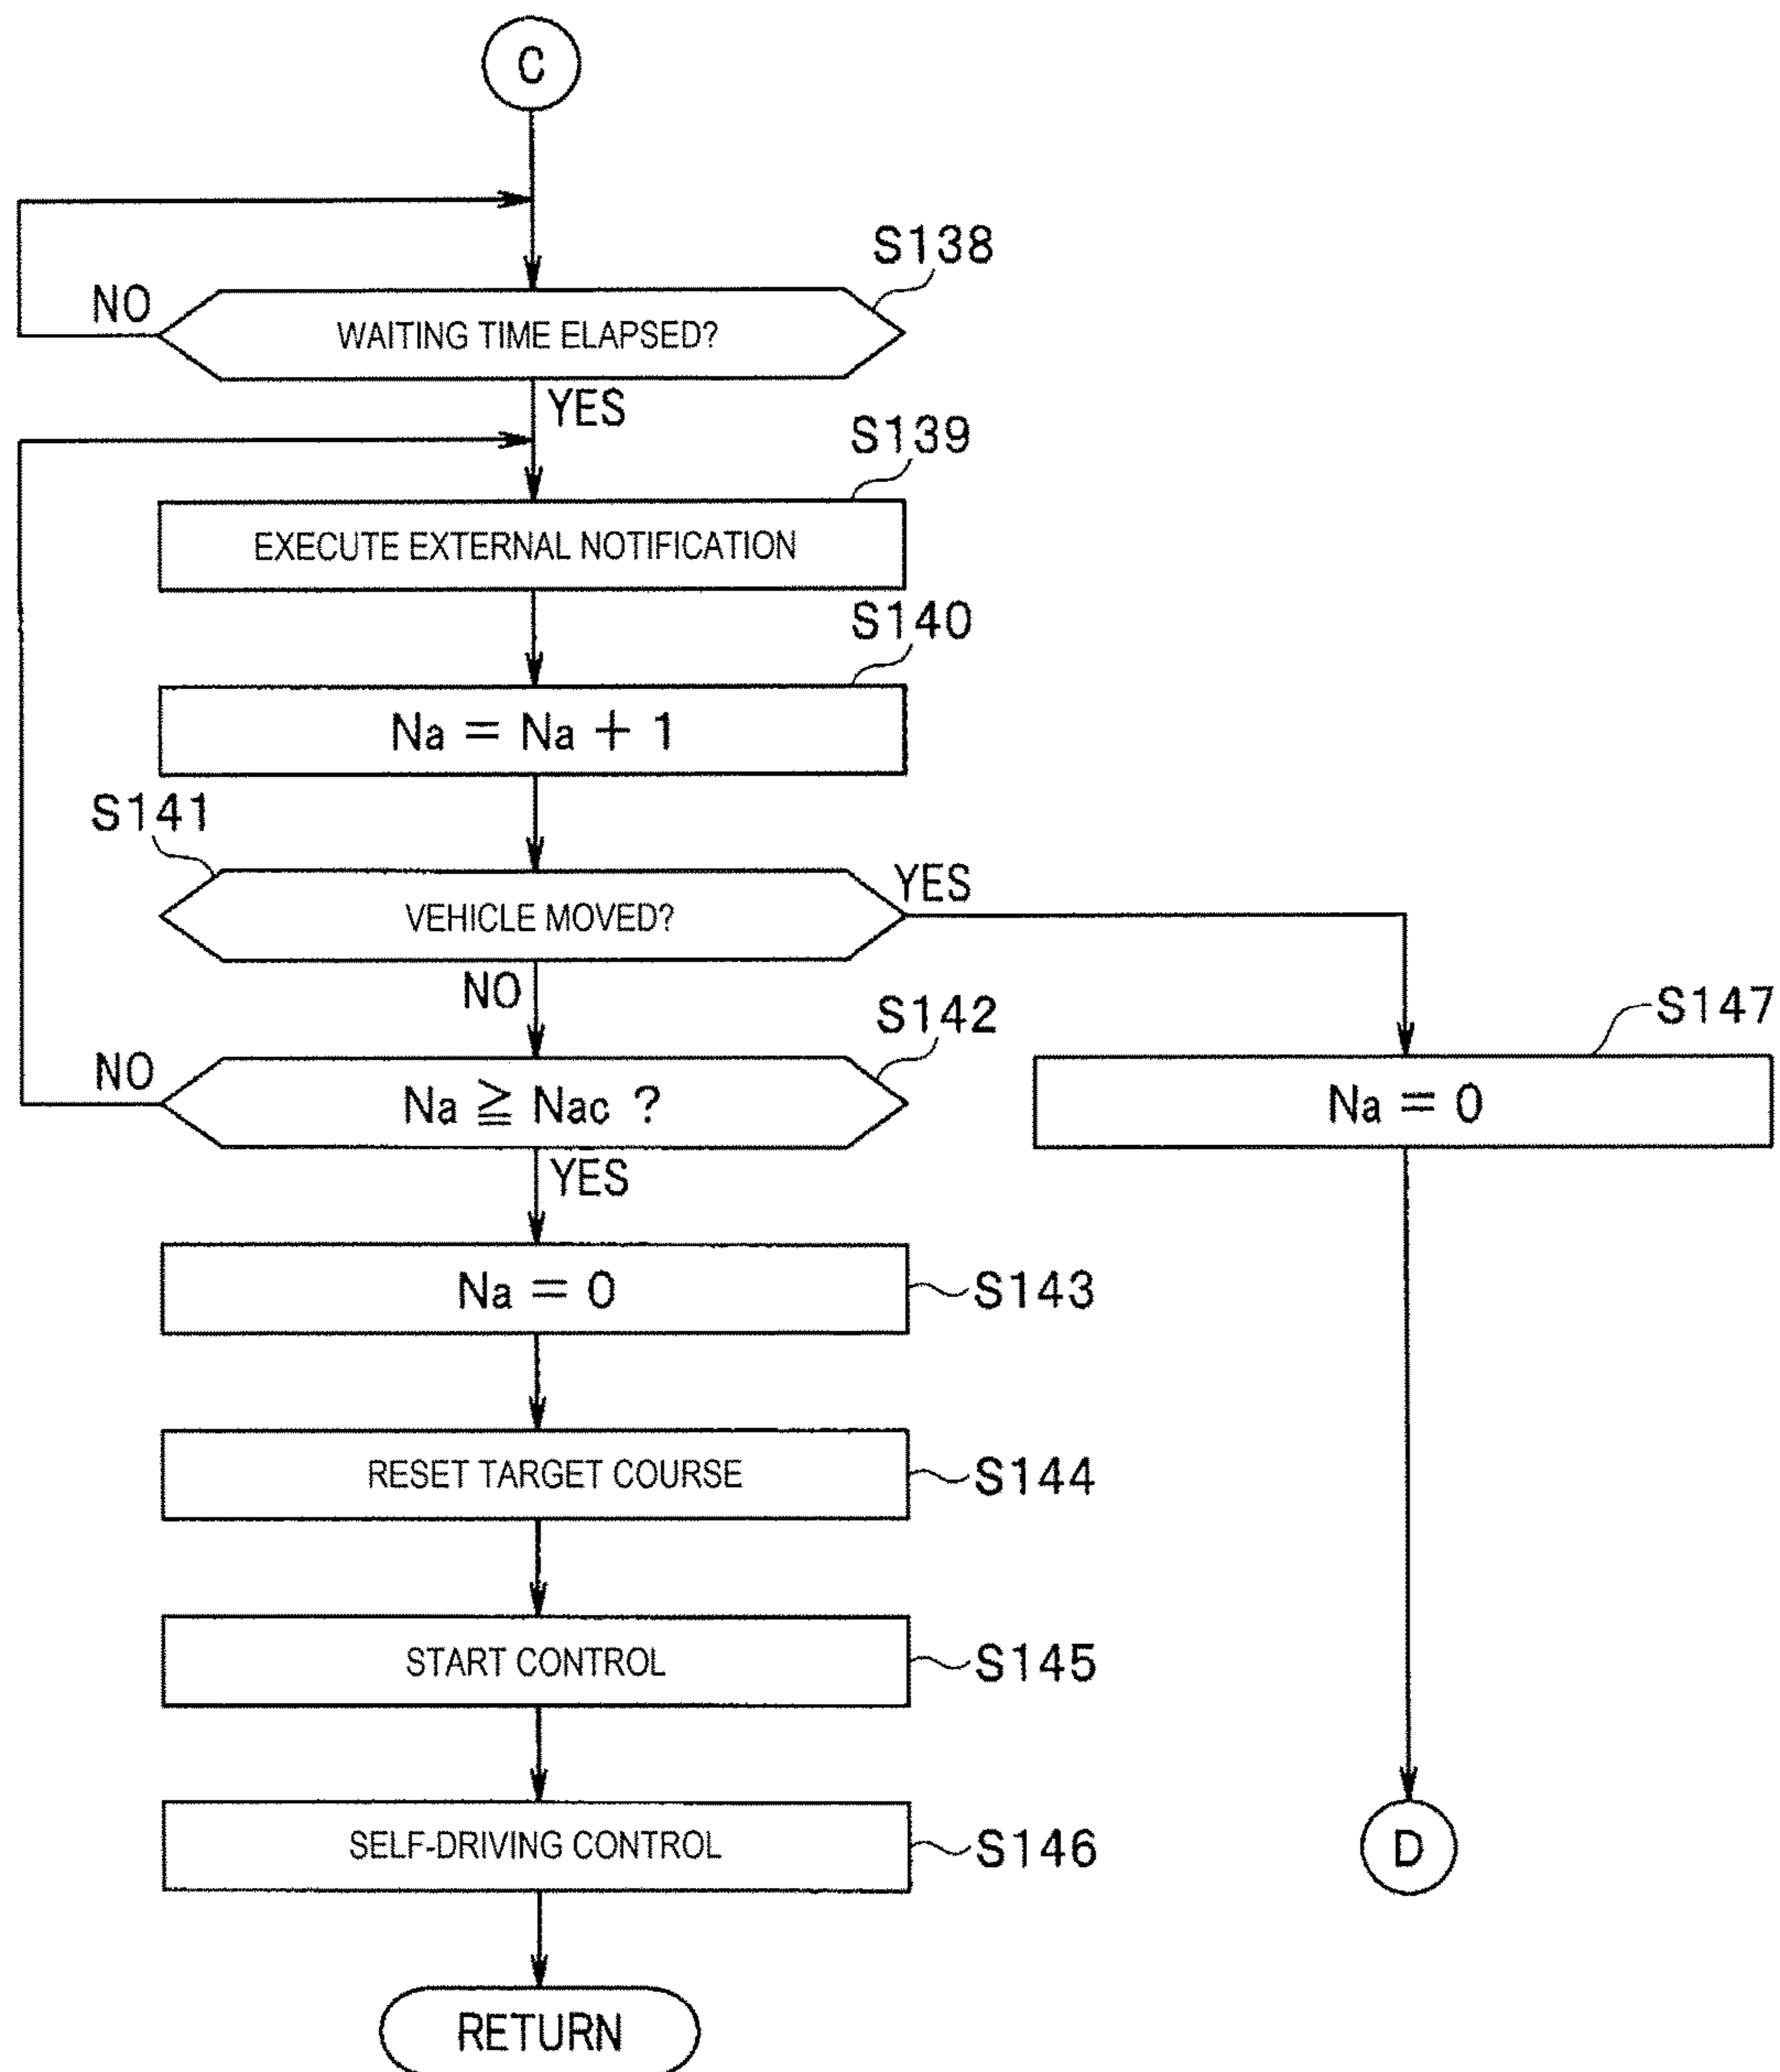 C
S138
NO
WAITING TIME ELAPSED?
YES
S139
EXECUTE EXTERNAL NOTIFICATION
S140
Na = Na + 1
S141
VEHICLE MOVED?
YES
NO
S142
S147
NO
Na ≧ Nac ?
Na = 0
YES
Na = 0
S143
RESET TARGET COURSE
S144
START CONTROL
S145
SELF-DRIVING CONTROL
S146
D
RETURN